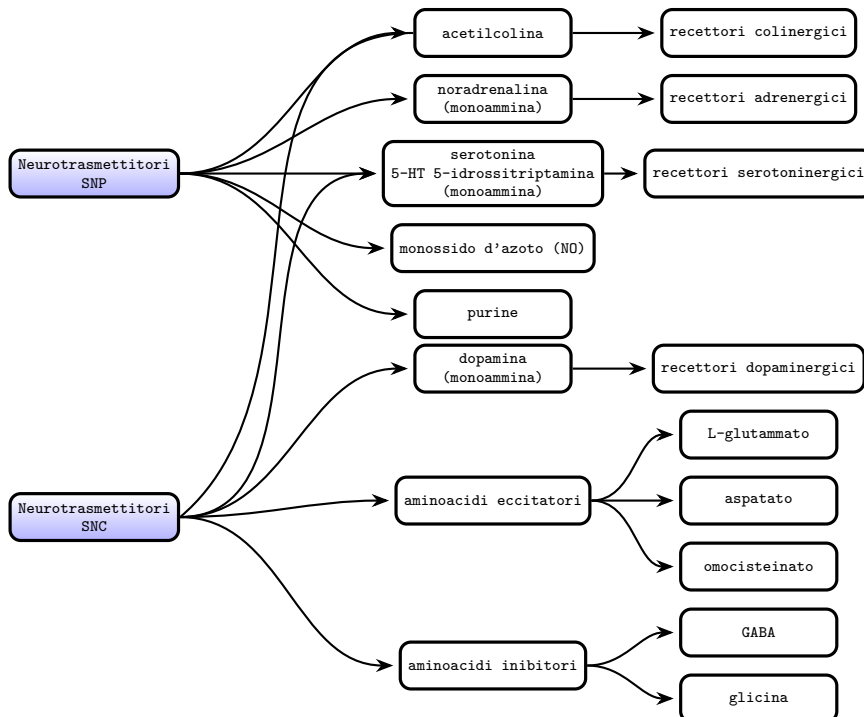 acetilcolina
recettori colinergici
noradrenalina
(monoammina)
recettori adrenergici
Neurotrasmettitori
SNP
serotonina
5-HT 5-idrossitriptamina
(monoammina)
recettori serotoninergici
monossido d'azoto (NO)
purine
dopamina
(monoammina)
recettori dopaminergici
L-glutammato
Neurotrasmettitori
SNC
aminoacidi eccitatori
aspatato
omocisteinato
GABA
aminoacidi inibitori
glicina